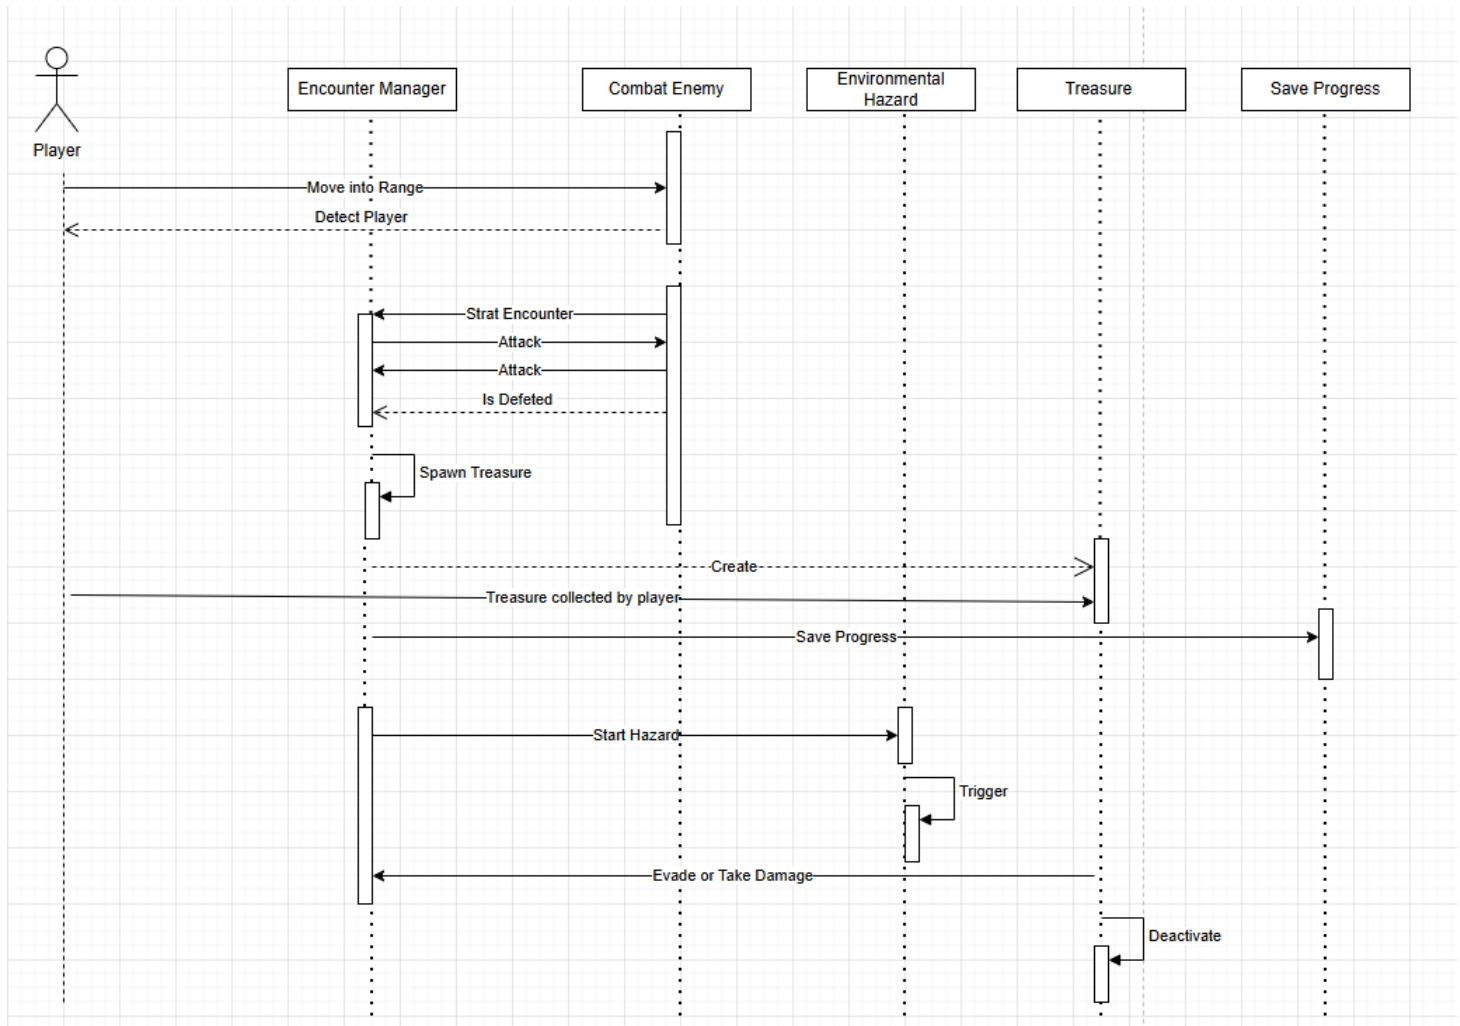 Player
Encounter Manager
Combat Enemy
Environmental
Hazard
Treasure
Save Progress
Move into Range
Detect Player
Strat Encounter
Attack
Attack
Is Defeted
Spawn Treasure
Create
Treasure collected by player
Save Progress
Start Hazard
Trigger
Evade or Take Damage
Deactivate